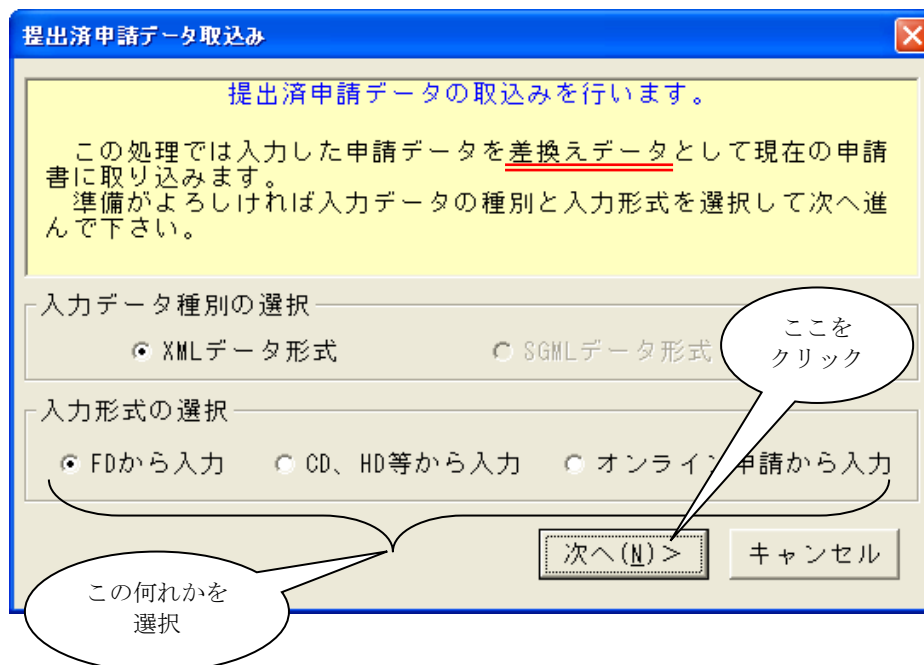 提出済申請データ取込み
提出済申請データの取込みを行います。
この処理では入力した申請データを差換えデータとして現在の申請
書に取り込みます。
準備がよろしければ入力データの種別と入力形式を選択して次へ進
んで下さい。
入力データ種別の選択
XMLデータ形式
SGMLデータ形式
ここを
クリック
入力形式の選択
FDから入力
CD、HD等から入力
オンライン申請から入力
次へ(N)>
キャンセル
この何れかを
選択